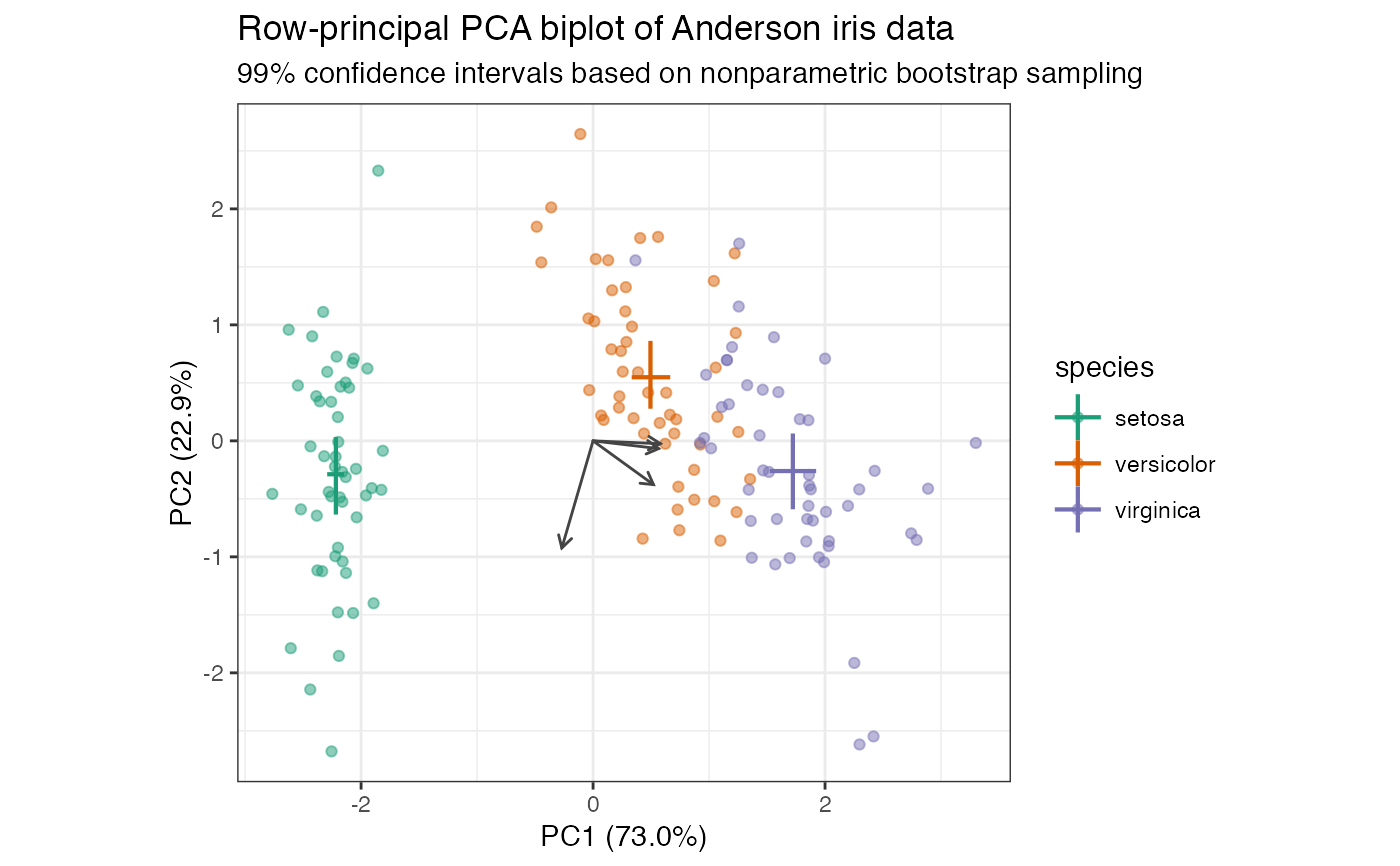 Row-principal PCA biplot of Anderson iris data
99% confidence intervals based on nonparametric bootstrap sampling
PC2 (22.9%)
2
1
0
-1
-2
-2
0
2
PC1 (73.0%)
species
setosa
versicolor
virginica